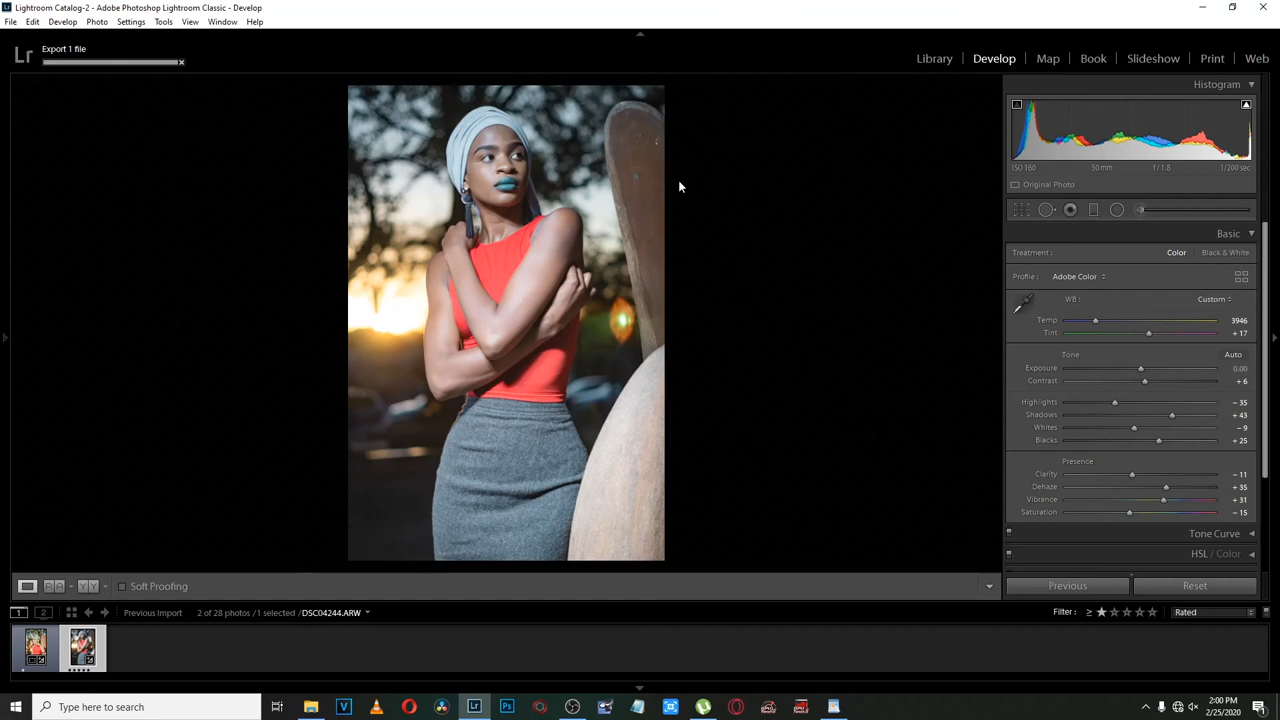 Lightroom Catalog-2 - Adobe Photoshop Lightroom Classic - Develop
File Edit Develop Photo Settings Tools View Window Help
Lr Export 1 file
Library Develop Map Book Slideshow Print Web
Histogram
ISO 160 50mm f/1.8 1/200 sec
Original Photo
Basic
Treatment: Color Black & White
Profile: Adobe Color
WB: Custom
Temp 3946
Tint + 17
Tone Auto
Exposure 0.00
Contrast + 6
Highlights - 35
Shadows + 43
Whites - 9
Blacks + 25
Presence
Clarity - 11
Dehaze + 35
Vibrance + 31
Saturation - 15
Tone Curve
HSL / Color
Soft Proofing
Previous Reset
1 2 Previous Import 2 of 28 photos / 1 selected / DSC04244.ARW Filter: ≥ Rated
Type here to search
Lr Ps
2:00 PM
2/25/2020